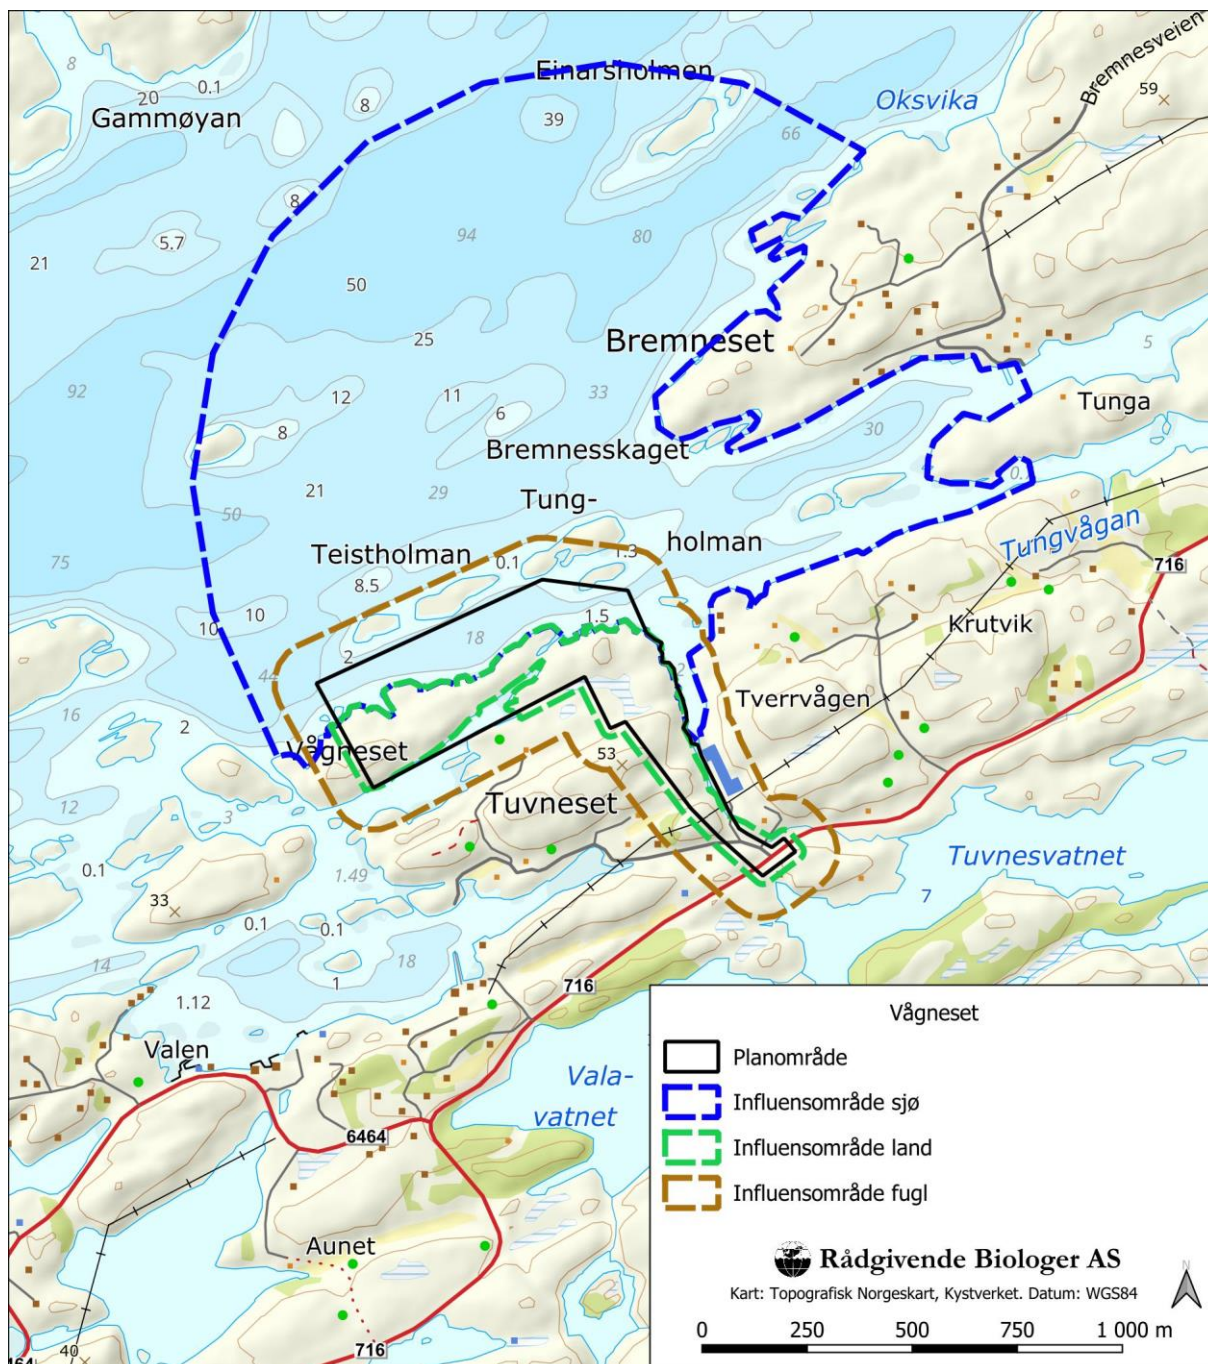 Einarsholmen
8
0.1
20
Gammøyan
8
39
66
Oksvika
Bremnesveien
59
8
5.7
94
80
21
50
25
Bremneset
5
92
12
11
6
33
8
Tunga
30
Bremnesskaget
21
29
Tung-
50
holman
Tungvågan
Teistholman
0.1
1.3
75
8.5
716
10
10
18
1.5
Krutvik
2
2
44
16
2
Tverrvågen
Vågneset
53
Tuvneset
12
3
Tuvnesvatnet
0.1
1.49
7
33
0.1
0.1
14
18
1
716
1.12
Valen
Vala-
vatnet
6464
Aunet
40
716
Vågneset
Planområde
Influensområde sjø
Influensområde land
Influensområde fugl
Rådgivende Biologer AS
Kart: Topografisk Norgeskart, Kystverket. Datum: WGS84
N
0 250 500 750 1 000 m